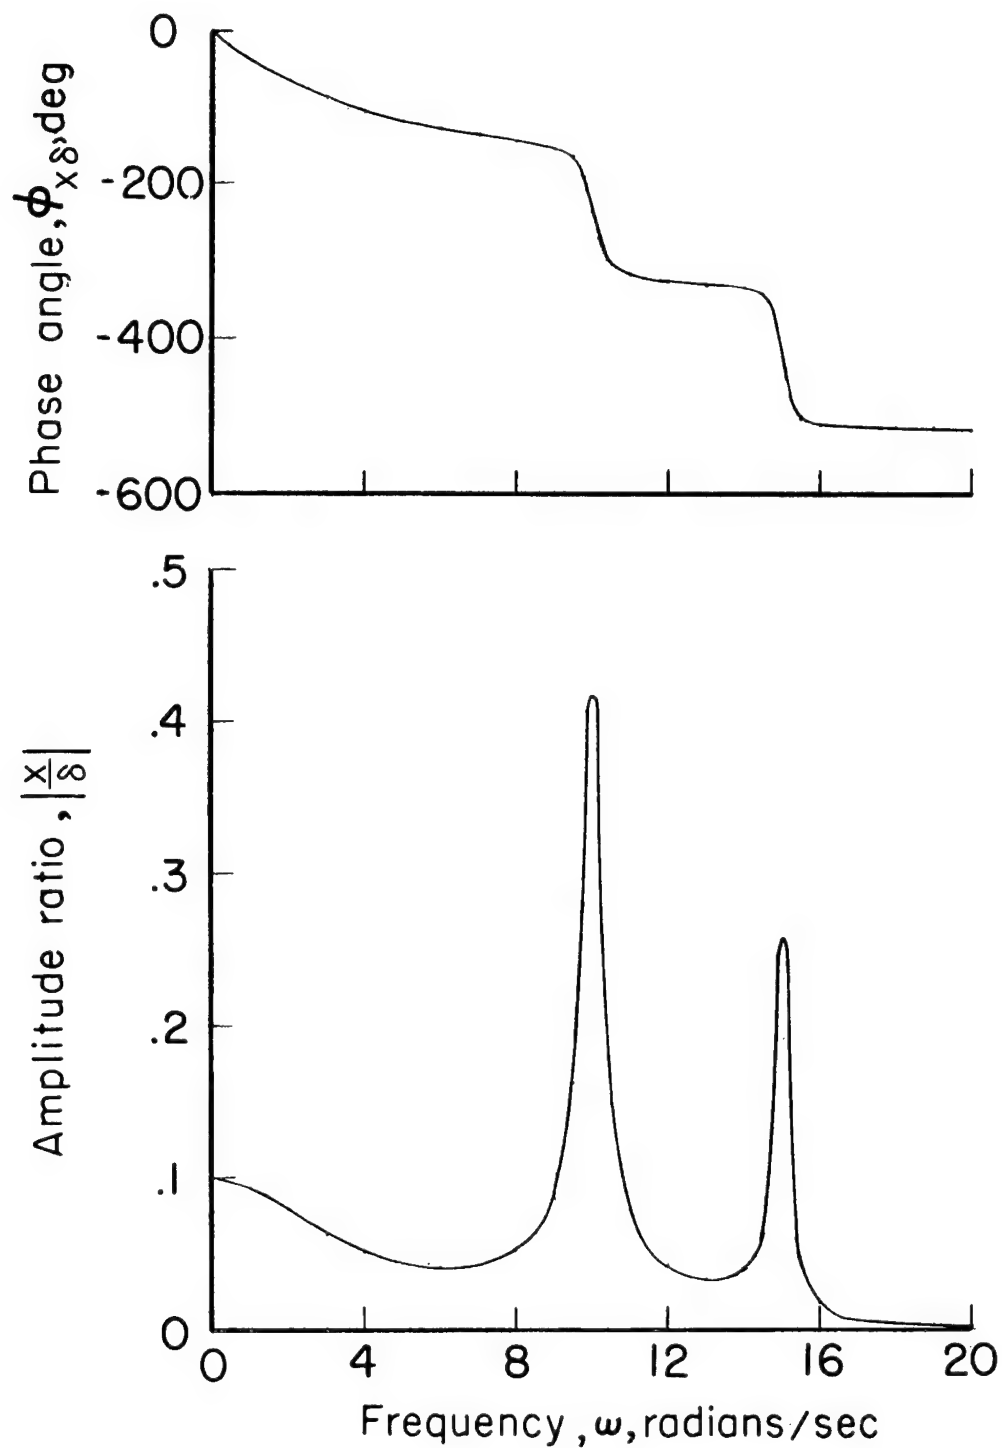 0
-200
-400
-600
Phase angle, ϕxδ, deg
.5
.4
.3
.2
.1
0
Amplitude ratio, |x/δ|
0 4 8 12 16 20
Frequency, ω, radians/sec